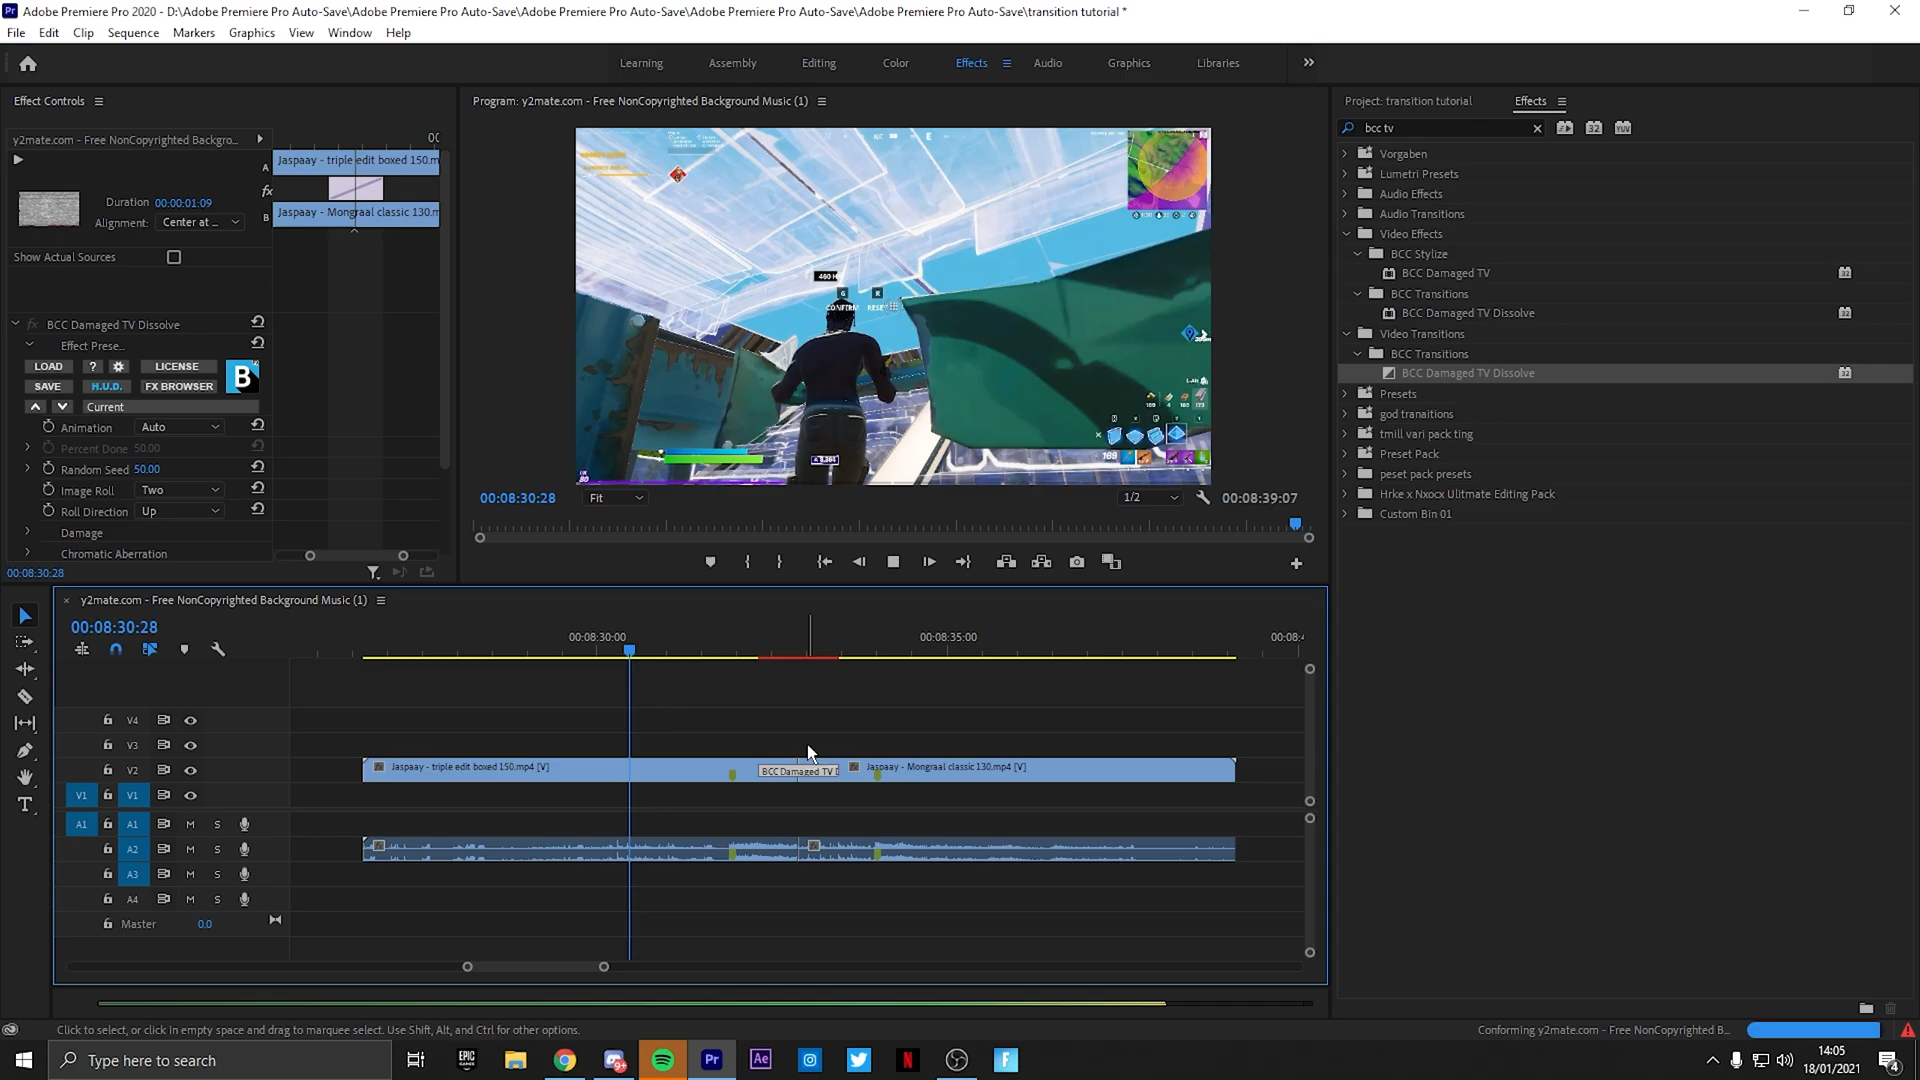 Adobe Premiere Pro 2020 - D:\Adobe Premiere Pro Auto-Save\Adobe Premiere Pro Auto-Save\Adobe Premiere Pro Auto-Save\Adobe Premiere Pro Auto-Save\Adobe Premiere Pro Auto-Save\transition tutorial *
File Edit Clip Sequence Markers Graphics View Window Help
Learning Assembly Editing Color Effects Audio Graphics Libraries
Effect Controls
Program: y2mate.com - Free NonCopyrighted Background Music (1)
Project: transition tutorial Effects
bcc tv
y2mate.com - Free NonCopyrighted Backgro...
A Jaspaay - triple edit boxed 150.m
fx
B Jaspaay - Mongraal classic 130.m
Duration 00:00:01:09
Alignment: Center at ...
Show Actual Sources
BCC Damaged TV Dissolve
Effect Prese...
LOAD ? LICENSE
SAVE H.U.D. FX BROWSER
B
Current
Animation Auto
Percent Done 50.00
Random Seed 50.00
Image Roll Two
Roll Direction Up
Damage
Chromatic Aberration
00:08:30:28
NE E
460 H
G R
CONFIRM RESET
169
80
00:08:30:28 Fit 1/2 00:08:39:07
Vorgaben
Lumetri Presets
Audio Effects
Audio Transitions
Video Effects
BCC Stylize
BCC Damaged TV
BCC Transitions
BCC Damaged TV Dissolve
Video Transitions
BCC Transitions
BCC Damaged TV Dissolve
Presets
god tranaitions
tmill vari pack ting
Preset Pack
peset pack presets
Hrke x Nxocx Ulitmate Editing Pack
Custom Bin 01
y2mate.com - Free NonCopyrighted Background Music (1)
00:08:30:28
00:08:30:00 00:08:35:00 00:08:4
V4
V3
V2 Jaspaay - triple edit boxed 150.mp4 [V] BCC Damaged TV D Jaspaay - Mongraal classic 130.mp4 [V]
V1 V1
A1 A1 M S
A2 M S
A3 M S
A4 M S
Master 0.0
Click to select, or click in empty space and drag to marquee select. Use Shift, Alt, and Ctrl for other options.
Conforming y2mate.com - Free NonCopyrighted B...
Type here to search
EPIC GAMES
9+
Pr
Ae
N
F
14:05
18/01/2021
4